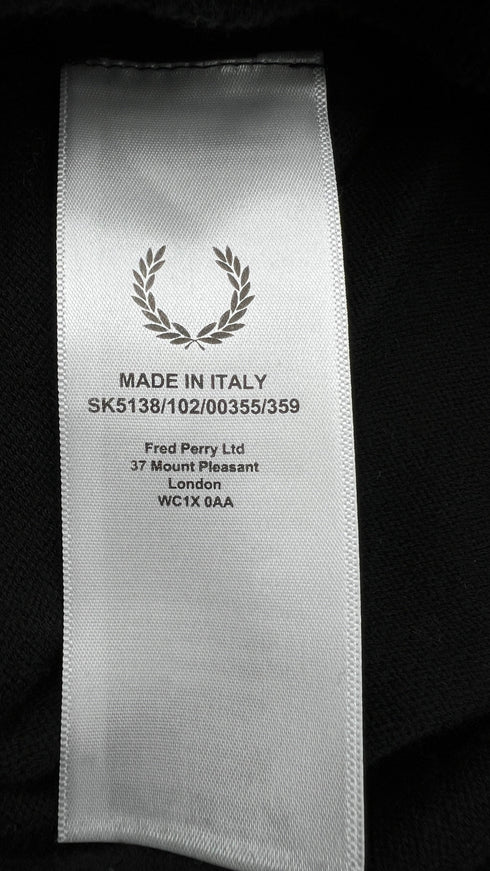 MADE IN ITALY
SK5138/102/00355/359
Fred Perry Ltd
37 Mount Pleasant
London
WC1X 0AA